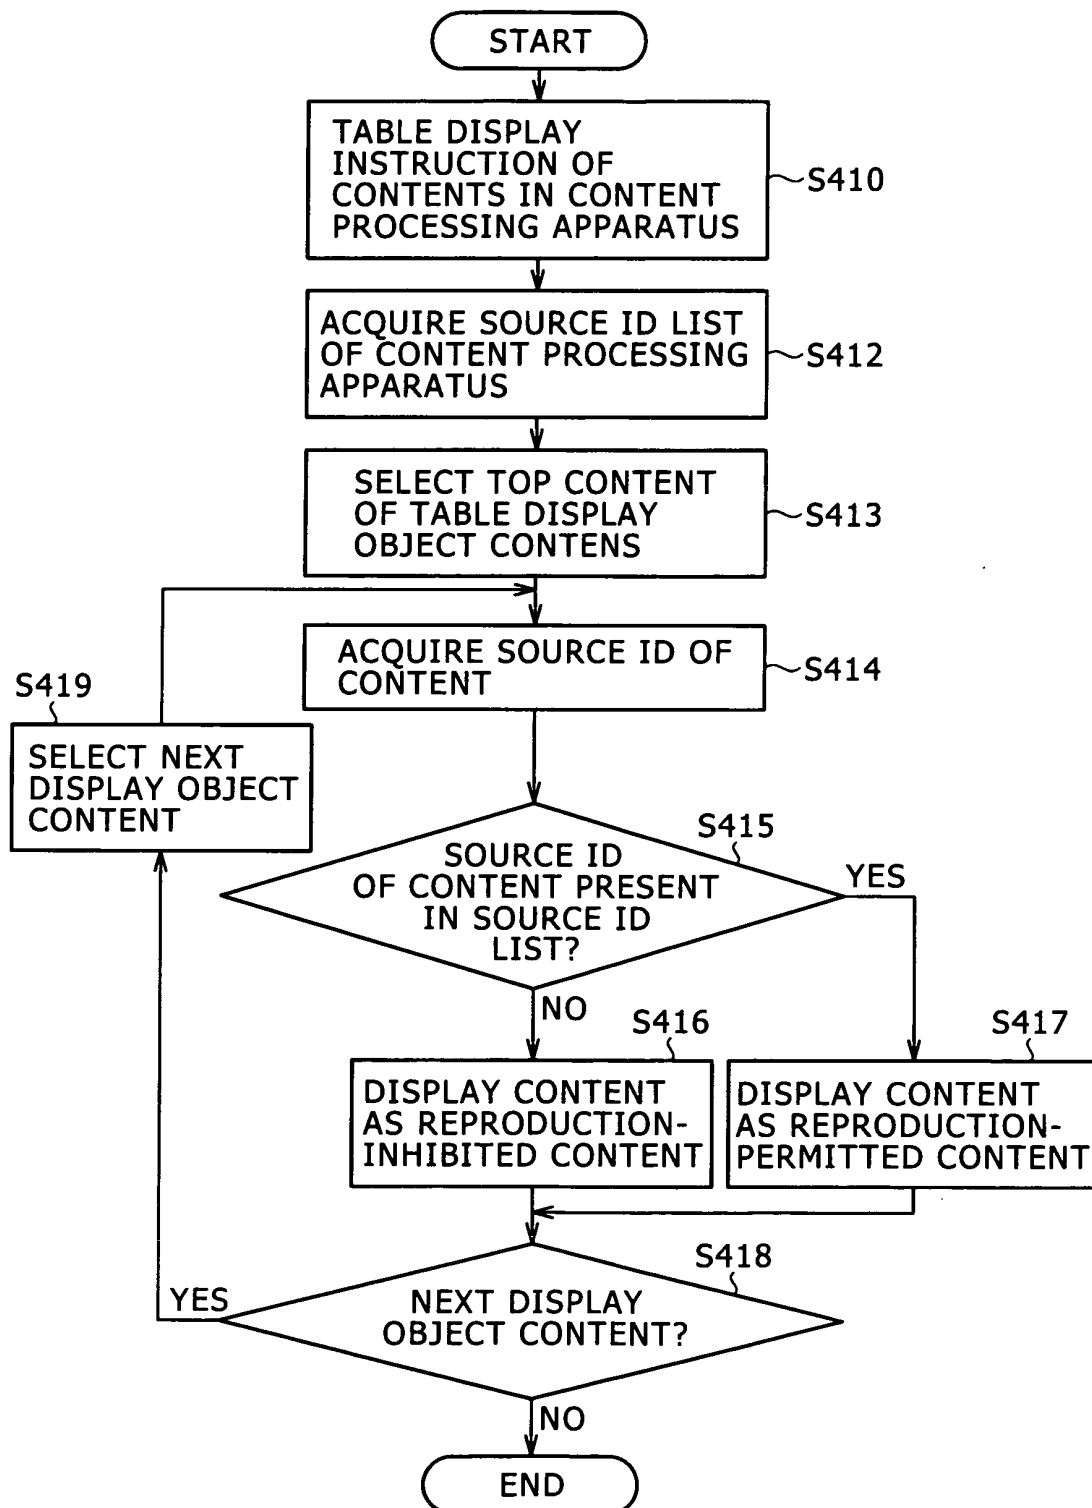 START
TABLE DISPLAY
INSTRUCTION OF
CONTENTS IN CONTENT
PROCESSING APPARATUS
S410
ACQUIRE SOURCE ID LIST
OF CONTENT PROCESSING
APPARATUS
S412
SELECT TOP CONTENT
OF TABLE DISPLAY
OBJECT CONTENS
S413
ACQUIRE SOURCE ID OF
CONTENT
S414
S419
SELECT NEXT
DISPLAY OBJECT
CONTENT
S415
SOURCE ID
OF CONTENT PRESENT
IN SOURCE ID
LIST?
YES
NO
S416
DISPLAY CONTENT
AS REPRODUCTION-
INHIBITED CONTENT
S417
DISPLAY CONTENT
AS REPRODUCTION-
PERMITTED CONTENT
S418
NEXT DISPLAY
OBJECT CONTENT?
YES
NO
END